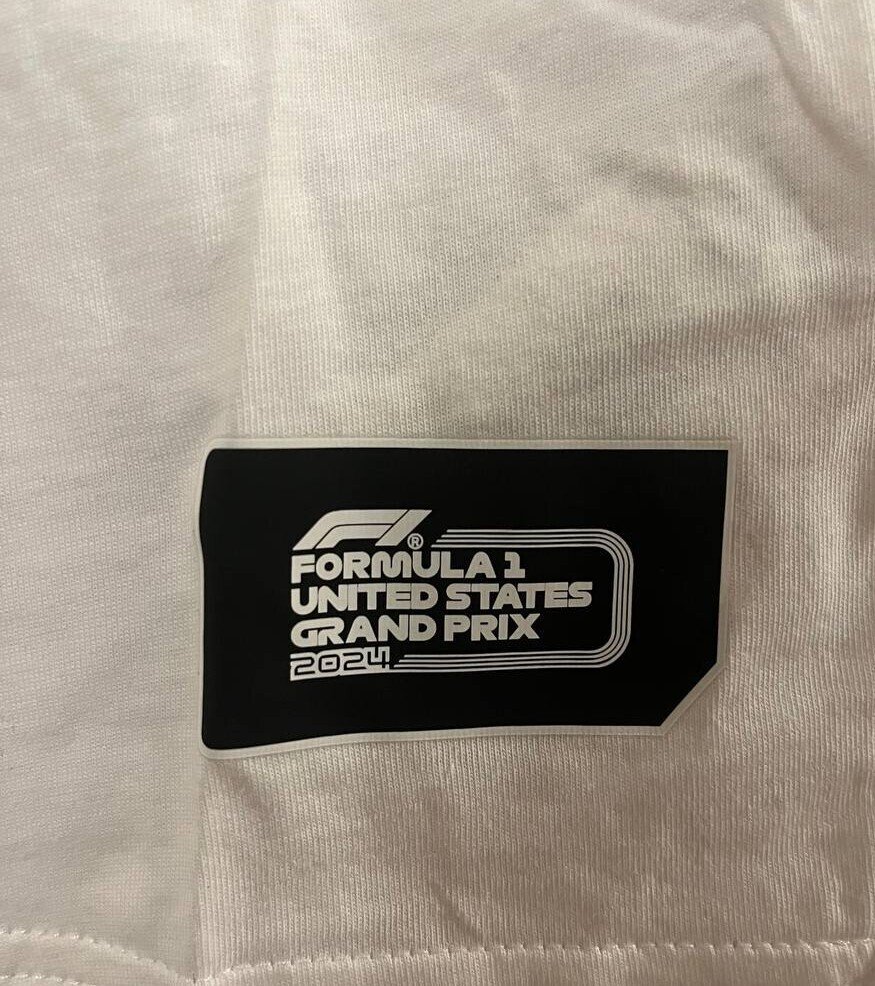 F1®
FORMULA 1
UNITED STATES
GRAND PRIX
2024